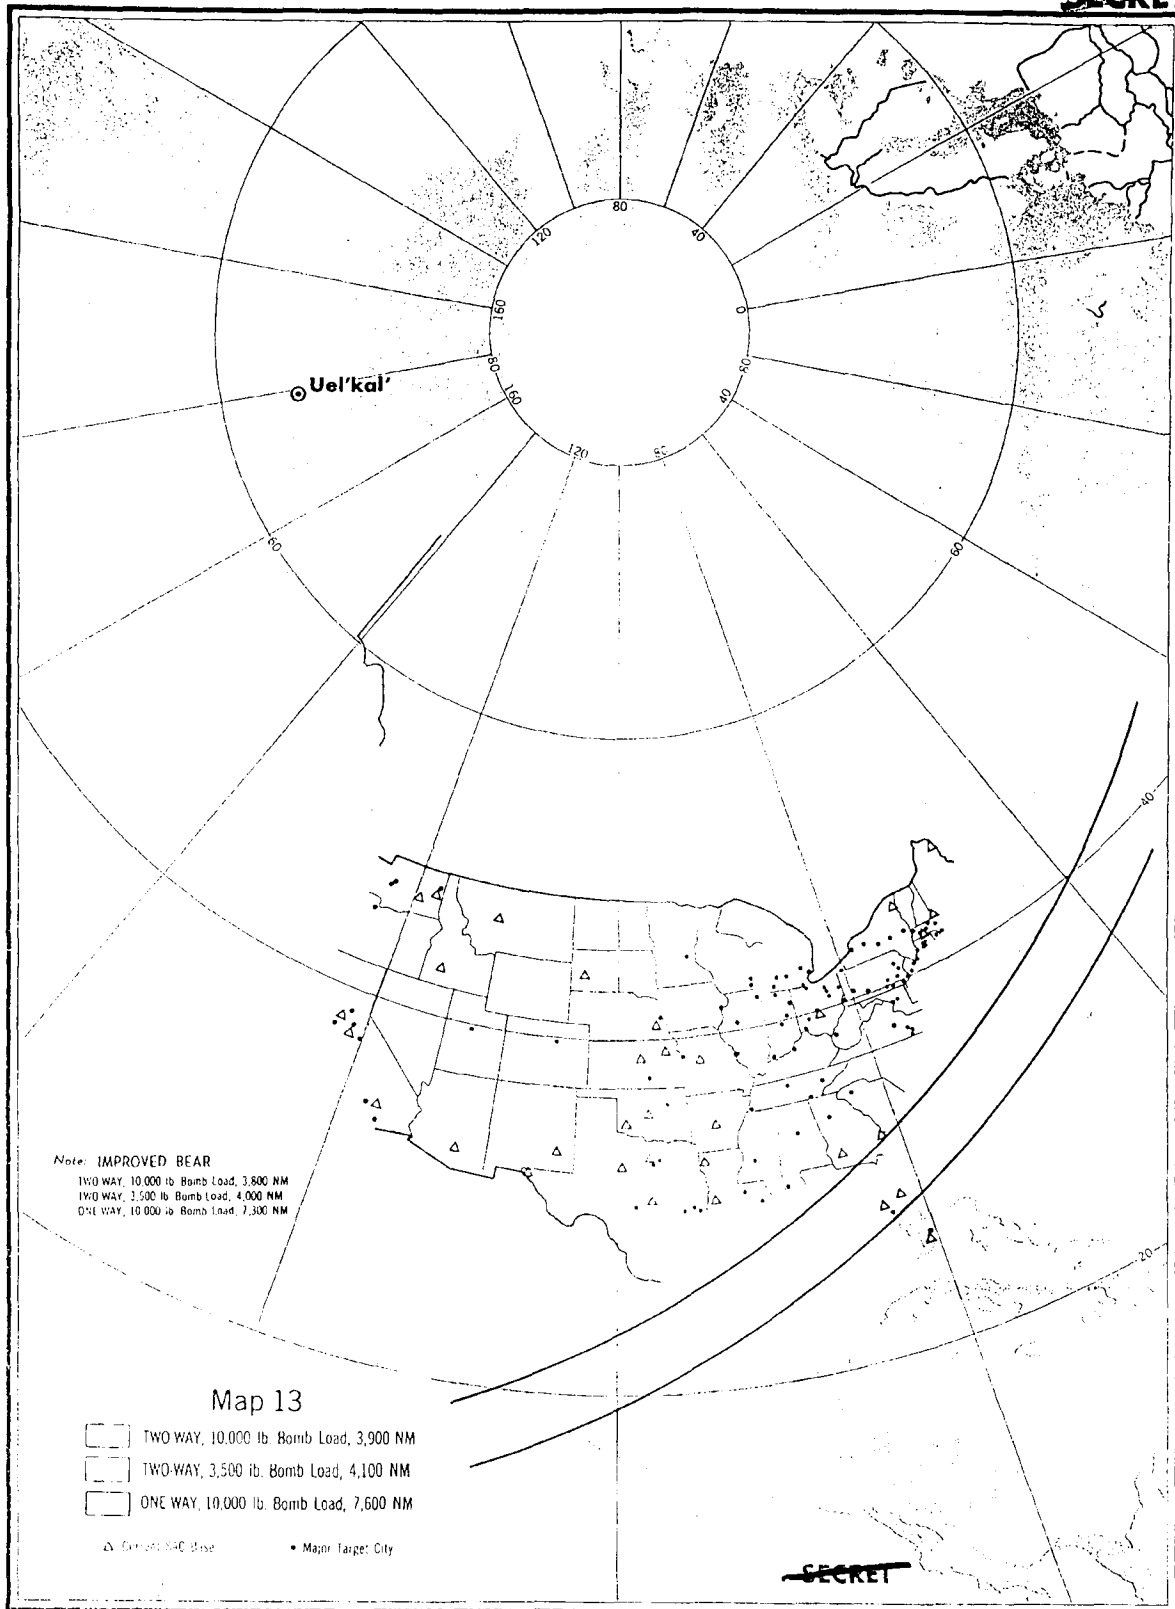 SECRE
80
120
40
160
0
80
160
80
Uel'kal'
40
120
80
60
60
40
Note: IMPROVED BEAR
TWO WAY, 10,000 lb. Bomb Load, 3,800 NM
TWO WAY, 3,500 lb. Bomb Load, 4,000 NM
ONE WAY, 10,000 lb. Bomb Load, 7,300 NM
20
Map 13
TWO WAY, 10,000 lb. Bomb Load, 3,900 NM
TWO-WAY, 3,500 lb. Bomb Load, 4,100 NM
ONE WAY, 10,000 lb. Bomb Load, 7,600 NM
Current SAC Base
• Major Target City
SECRET